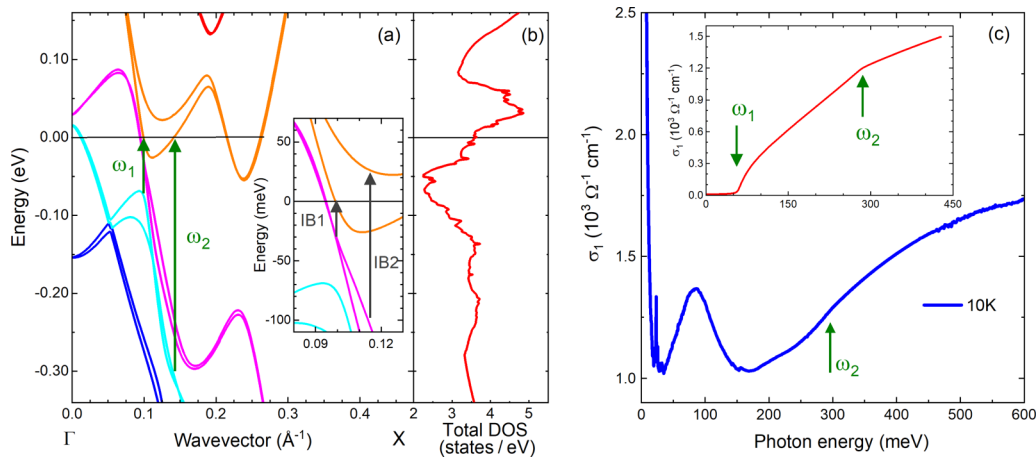 (a)
0.10
0.00
-0.10
-0.20
-0.30
Energy (eV)
ω1
ω2
0.0
0.1
0.2
0.3
0.4
Γ
Wavevector (Å-1)
X
50
0
-50
-100
Energy (meV)
IB1
IB2
0.09
0.12
(b)
2
3
4
5
Total DOS
(states / eV)
(c)
2.5
2.0
1.5
1.0
σ1 (10³ Ω-1 cm-1)
0
100
200
300
400
500
600
Photon energy (meV)
10K
ω2
1.5
1.2
0.9
0.6
0.3
0.0
σ1 (10³ Ω-1 cm-1)
0
150
300
450
ω1
ω2